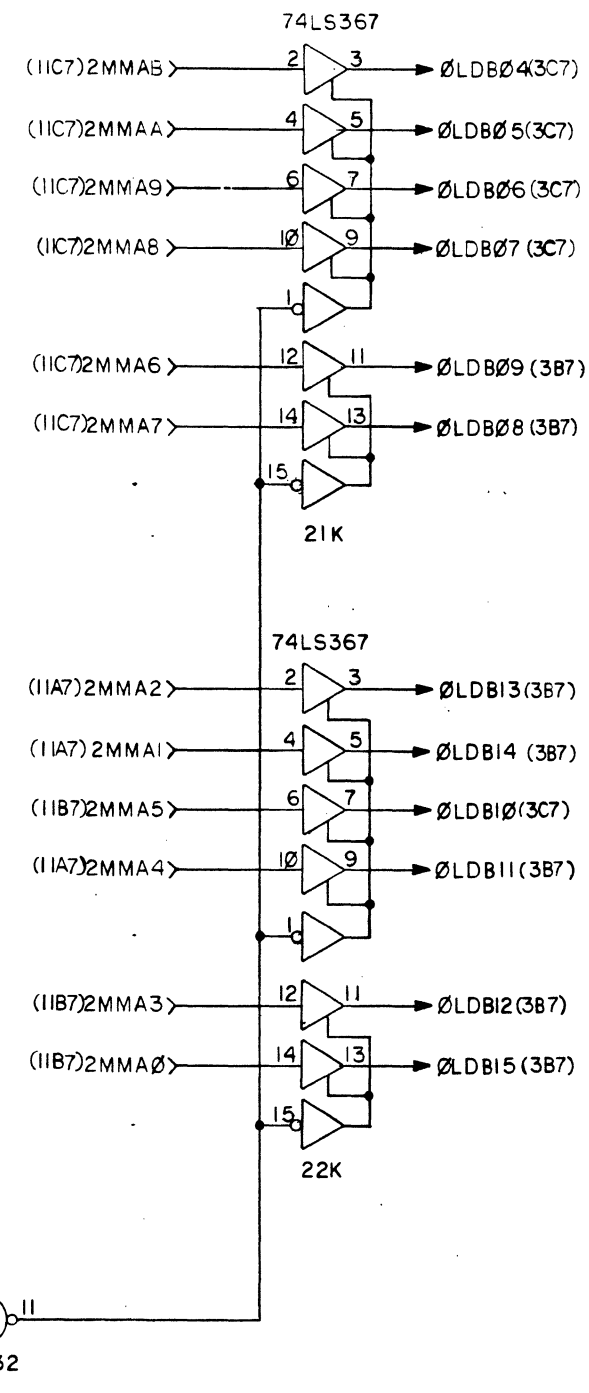 74LS367
(11C7)2MMAB 2 3 ØLDBØ4(3C7)
(11C7)2MMAA 4 5 ØLDBØ5(3C7)
(11C7)2MMA9 6 7 ØLDBØ6(3C7)
(11C7)2MMA8 1Ø 9 ØLDBØ7(3C7)
1
(11C7)2MMA6 12 11 ØLDBØ9(3B7)
(11C7)2MMA7 14 13 ØLDBØ8(3B7)
15
21K
74LS367
(11A7)2MMA2 2 3 ØLDB13(3B7)
(11A7)2MMA1 4 5 ØLDB14 (3B7)
(11B7)2MMA5 6 7 ØLDB1Ø(3C7)
(11A7)2MMA4 1Ø 9 ØLDB11(3B7)
1
(11B7)2MMA3 12 11 ØLDB12(3B7)
(11B7)2MMAØ 14 13 ØLDB15(3B7)
15
22K
11